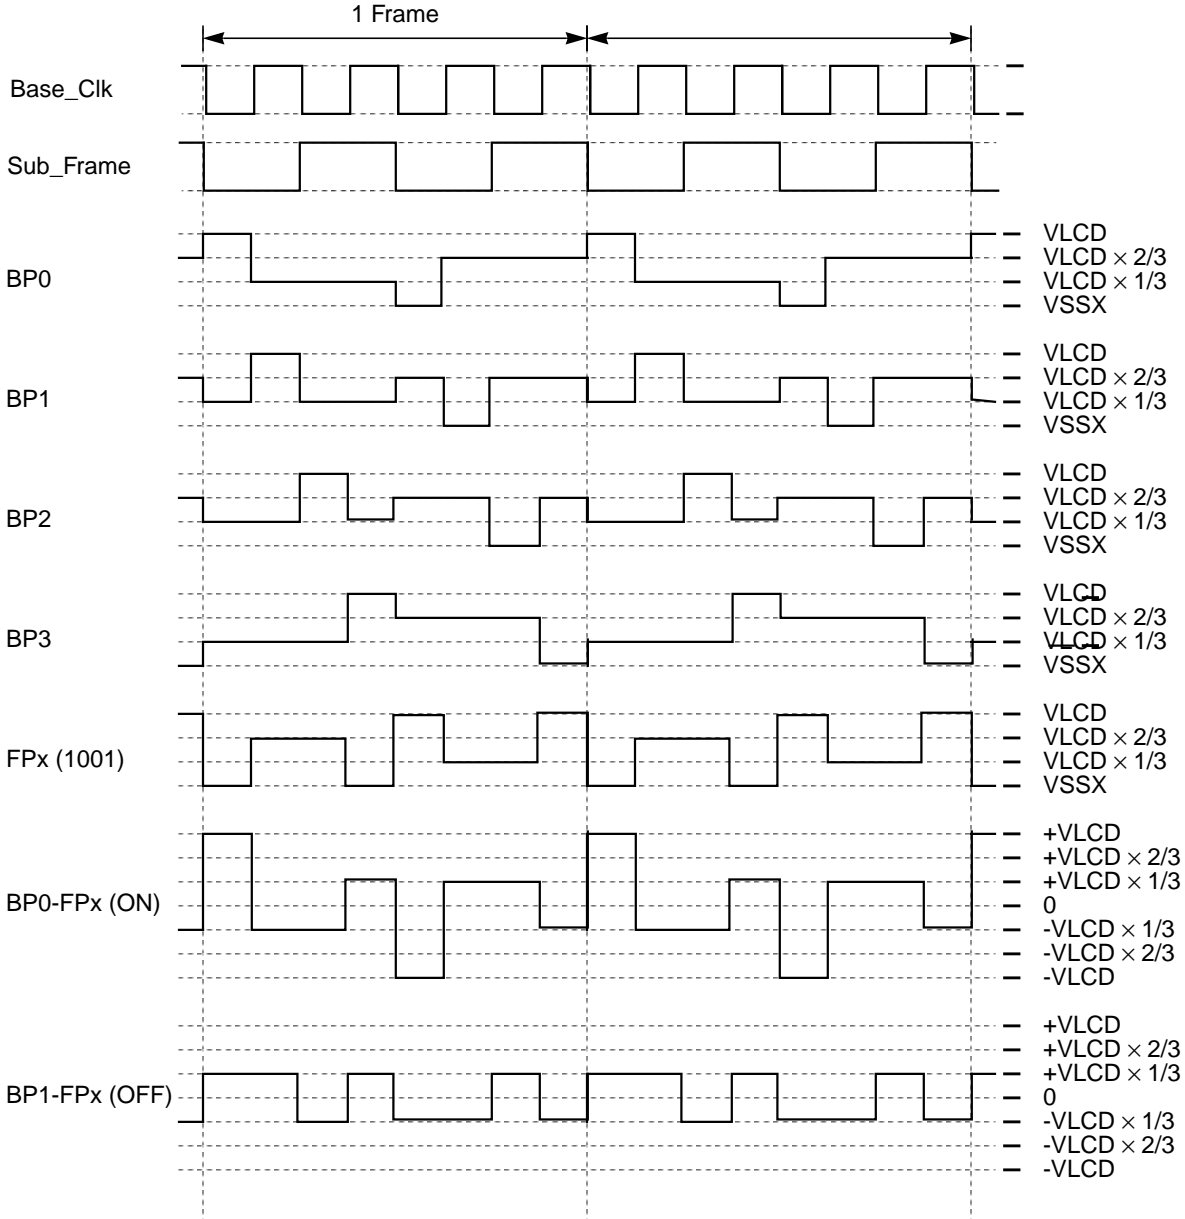 1 Frame
Base_Clk
Sub_Frame
BP0
VLCD
VLCD × 2/3
VLCD × 1/3
VSSX
BP1
VLCD
VLCD × 2/3
VLCD × 1/3
VSSX
BP2
VLCD
VLCD × 2/3
VLCD × 1/3
VSSX
BP3
VLCD
VLCD × 2/3
VLCD × 1/3
VSSX
FPx (1001)
VLCD
VLCD × 2/3
VLCD × 1/3
VSSX
BP0-FPx (ON)
+VLCD
+VLCD × 2/3
+VLCD × 1/3
0
-VLCD × 1/3
-VLCD × 2/3
-VLCD
BP1-FPx (OFF)
+VLCD
+VLCD × 2/3
+VLCD × 1/3
0
-VLCD × 1/3
-VLCD × 2/3
-VLCD